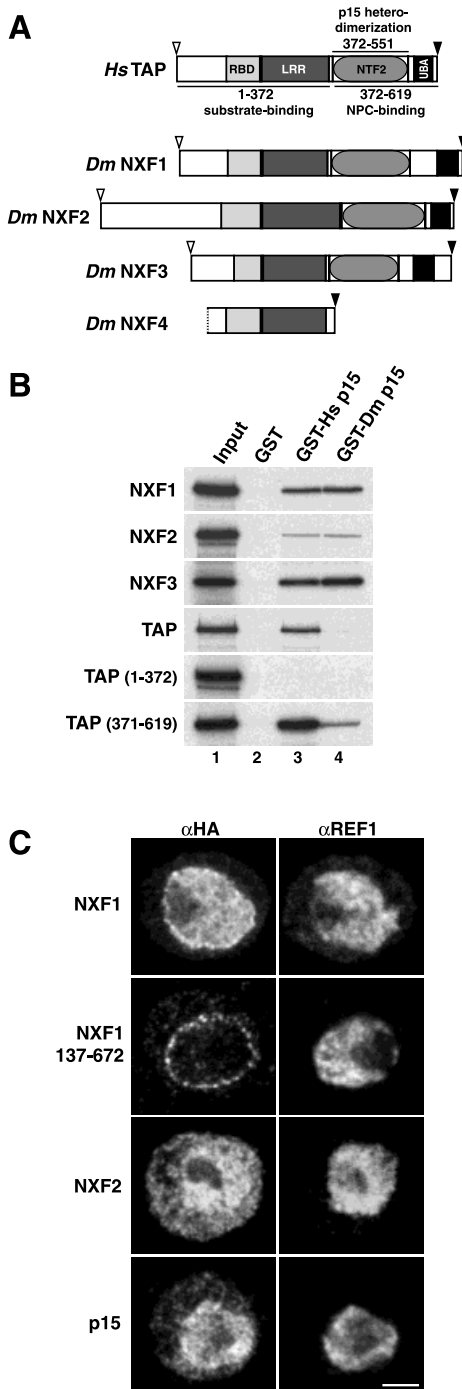 A
p15 hetero-
dimerization
372-551
Hs TAP
RBD
LRR
NTF2
UBA
1-372
372-619
substrate-binding
NPC-binding
Dm NXF1
Dm NXF2
Dm NXF3
Dm NXF4
B
Input
GST
GST-Hs p15
GST-Dm p15
NXF1
NXF2
NXF3
TAP
TAP (1-372)
TAP (371-619)
1 2 3 4
C
αHA αREF1
NXF1
NXF1
137-672
NXF2
p15